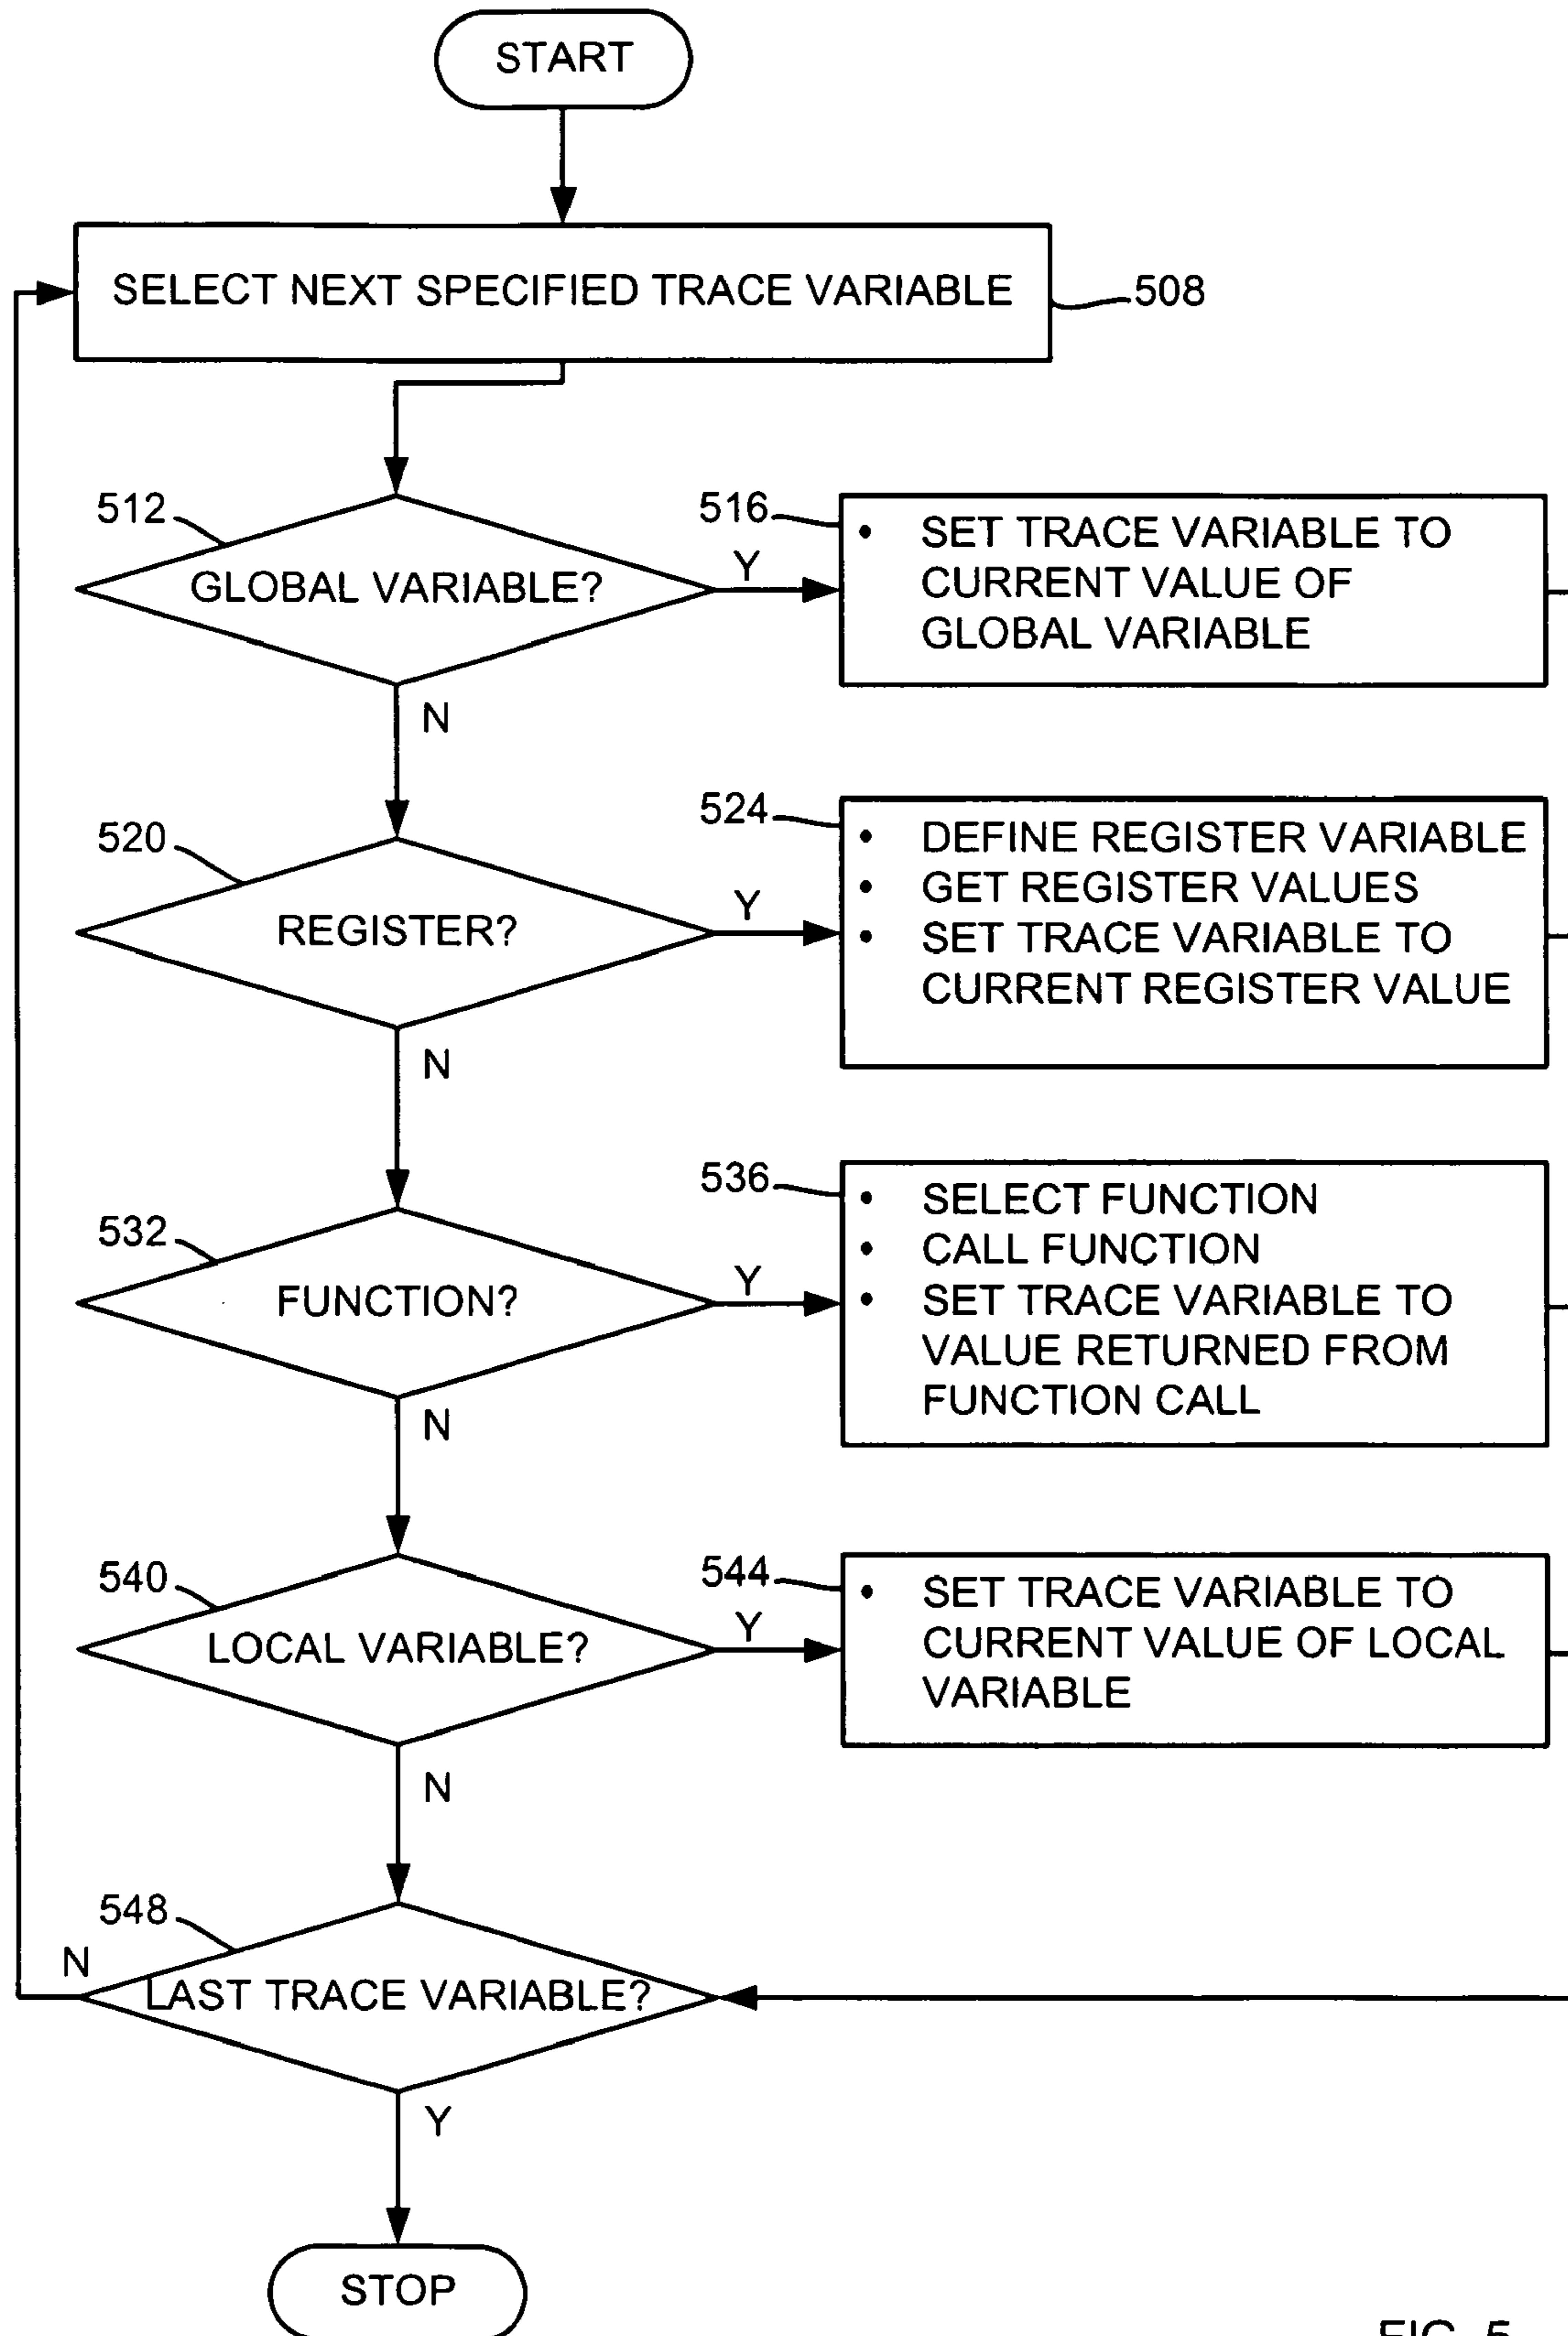 START
SELECT NEXT SPECIFIED TRACE VARIABLE
508
512
GLOBAL VARIABLE?
Y
N
516
• SET TRACE VARIABLE TO
CURRENT VALUE OF
GLOBAL VARIABLE
520
REGISTER?
Y
N
524
• DEFINE REGISTER VARIABLE
• GET REGISTER VALUES
• SET TRACE VARIABLE TO
CURRENT REGISTER VALUE
532
FUNCTION?
Y
N
536
• SELECT FUNCTION
• CALL FUNCTION
• SET TRACE VARIABLE TO
VALUE RETURNED FROM
FUNCTION CALL
540
LOCAL VARIABLE?
Y
N
544
• SET TRACE VARIABLE TO
CURRENT VALUE OF LOCAL
VARIABLE
548
N
LAST TRACE VARIABLE?
Y
STOP
FIG. 5